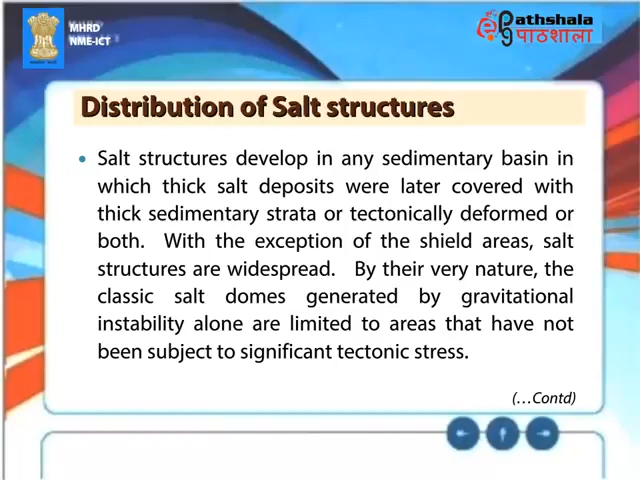 MHRD
NME-ICT
Pathshala
पाठशाला
Distribution of Salt structures
• Salt structures develop in any sedimentary basin in
which thick salt deposits were later covered with
thick sedimentary strata or tectonically deformed or
both. With the exception of the shield areas, salt
structures are widespread. By their very nature, the
classic salt domes generated by gravitational
instability alone are limited to areas that have not
been subject to significant tectonic stress.
(…Contd)